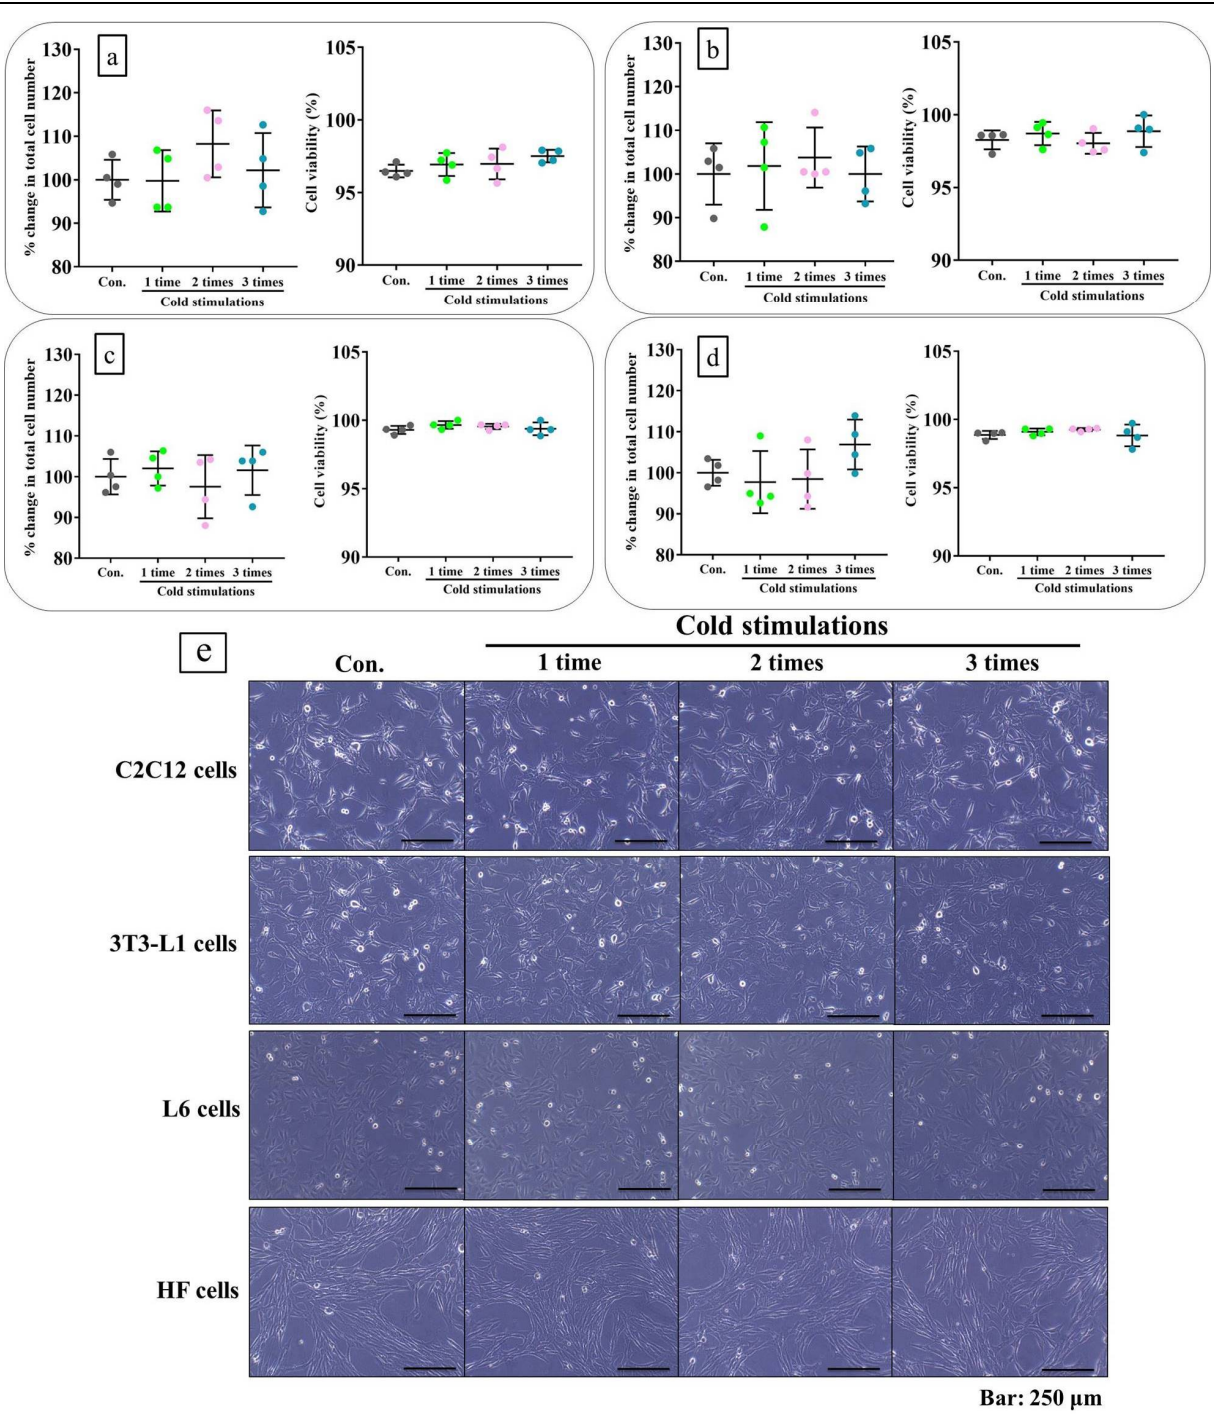 a
% change in total cell number
130
120
110
100
90
80
Con.
1 time
2 times
3 times
Cold stimulations
Cell viability (%)
105
100
95
90
Con.
1 time
2 times
3 times
Cold stimulations
b
% change in total cell number
130
120
110
100
90
80
Con.
1 time
2 times
3 times
Cold stimulations
Cell viability (%)
105
100
95
90
Con.
1 time
2 times
3 times
Cold stimulations
c
% change in total cell number
130
120
110
100
90
80
Con.
1 time
2 times
3 times
Cold stimulations
Cell viability (%)
105
100
95
90
Con.
1 time
2 times
3 times
Cold stimulations
d
% change in total cell number
130
120
110
100
90
80
Con.
1 time
2 times
3 times
Cold stimulations
Cell viability (%)
105
100
95
90
Con.
1 time
2 times
3 times
Cold stimulations
e
Cold stimulations
Con.
1 time
2 times
3 times
C2C12 cells
3T3-L1 cells
L6 cells
HF cells
Bar: 250 μm